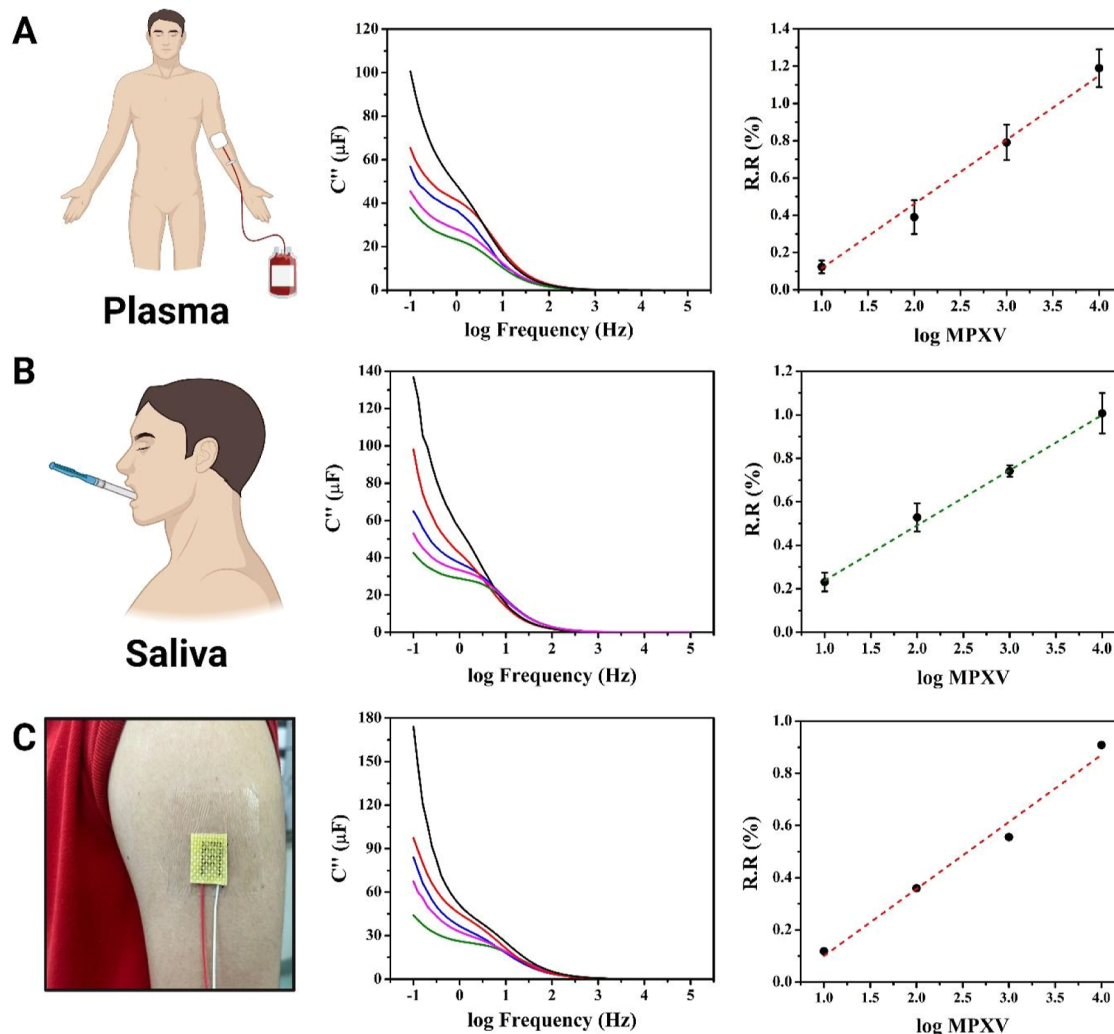 A
Plasma
120
100
80
60
40
20
0
C'' (μF)
-1 0 1 2 3 4 5
log Frequency (Hz)
1.4
1.2
1.0
0.8
0.6
0.4
0.2
0.0
R.R (%)
1.0 1.5 2.0 2.5 3.0 3.5 4.0
log MPXV
B
Saliva
140
120
100
80
60
40
20
0
C'' (μF)
-1 0 1 2 3 4 5
log Frequency (Hz)
1.2
1.0
0.8
0.6
0.4
0.2
0.0
R.R (%)
1.0 1.5 2.0 2.5 3.0 3.5 4.0
log MPXV
C
180
150
120
90
60
30
0
C'' (μF)
-1 0 1 2 3 4 5
log Frequency (Hz)
1.0
0.8
0.6
0.4
0.2
0.0
R.R (%)
1.0 1.5 2.0 2.5 3.0 3.5 4.0
log MPXV